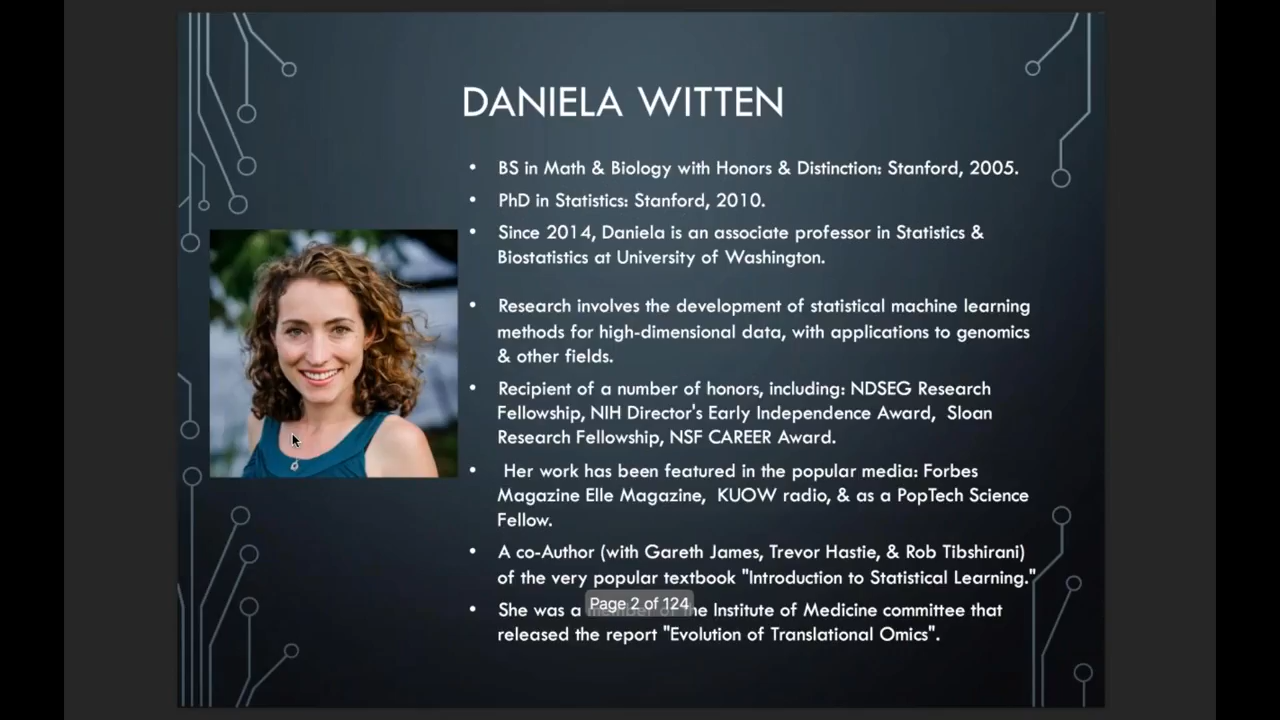 DANIELA WITTEN
• BS in Math & Biology with Honors & Distinction: Stanford, 2005.
• PhD in Statistics: Stanford, 2010.
• Since 2014, Daniela is an associate professor in Statistics &
Biostatistics at University of Washington.
• Research involves the development of statistical machine learning
methods for high-dimensional data, with applications to genomics
& other fields.
• Recipient of a number of honors, including: NDSEG Research
Fellowship, NIH Director's Early Independence Award, Sloan
Research Fellowship, NSF CAREER Award.
• Her work has been featured in the popular media: Forbes
Magazine Elle Magazine, KUOW radio, & as a PopTech Science
Fellow.
• A co-Author (with Gareth James, Trevor Hastie, & Rob Tibshirani)
of the very popular textbook "Introduction to Statistical Learning."
Page 2 of 124
• She was a member of the Institute of Medicine committee that
released the report "Evolution of Translational Omics".